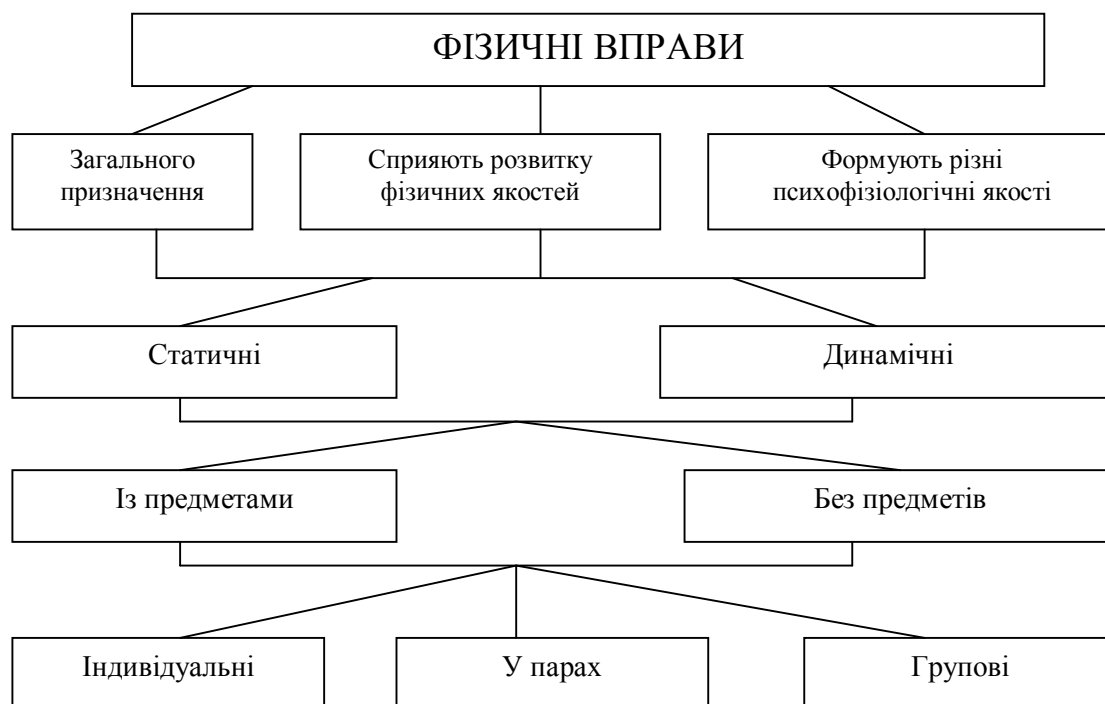 ФІЗИЧНІ ВПРАВИ
Загального
призначення
Сприяють розвитку
фізичних якостей
Формують різні
психофізіологічні якості
Статичні
Динамічні
Із предметами
Без предметів
Індивідуальні
У парах
Групові